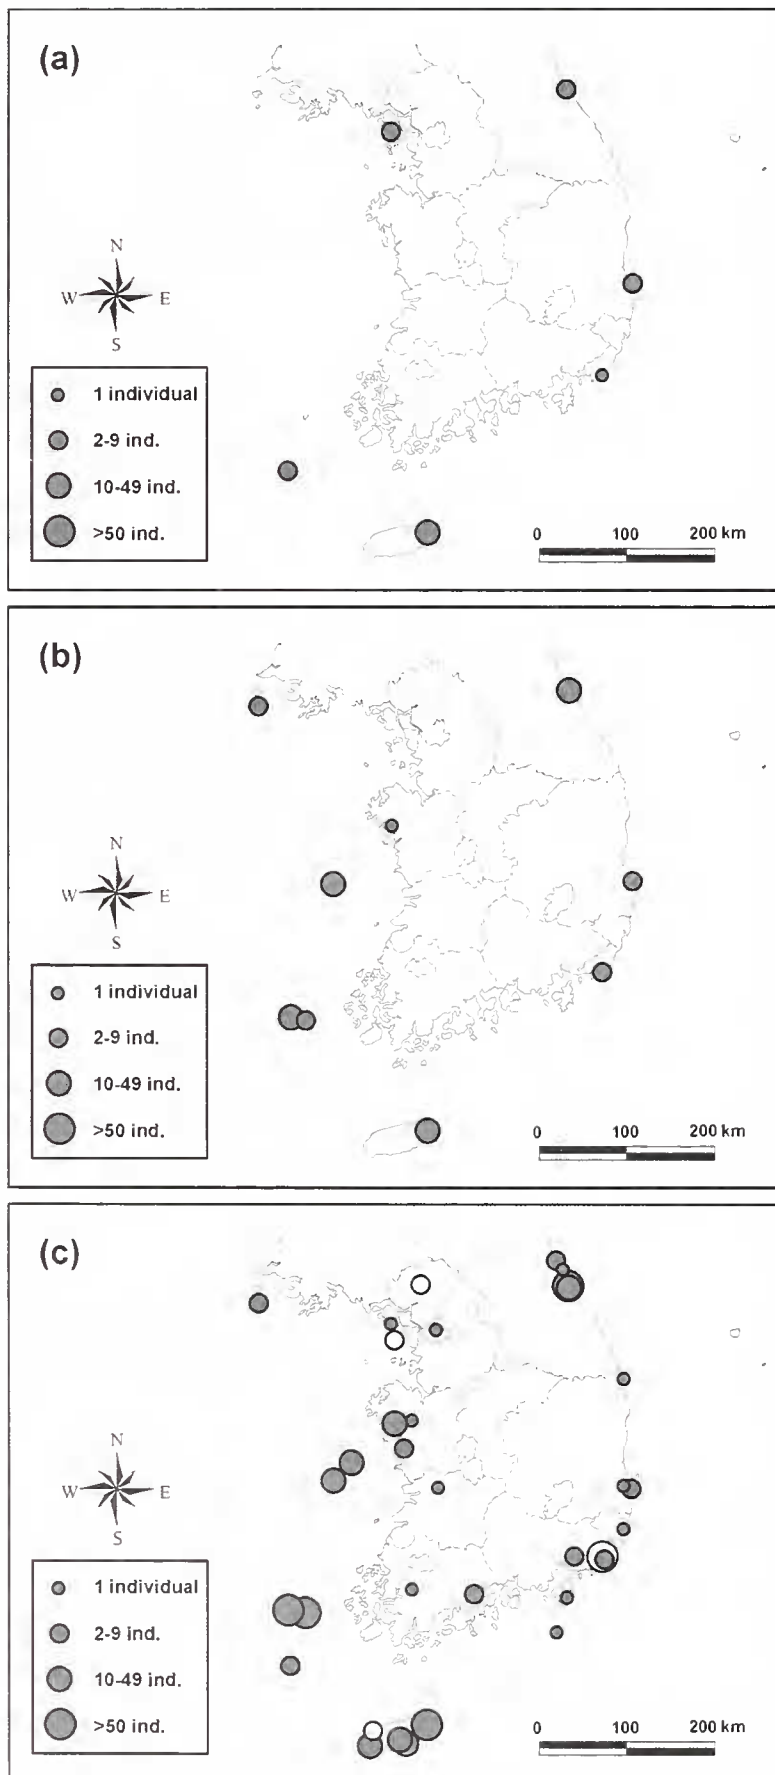 (a)
N
W E
S
1 individual
2-9 ind.
10-49 ind.
>50 ind.
0 100 200 km
(b)
N
W E
S
1 individual
2-9 ind.
10-49 ind.
>50 ind.
0 100 200 km
(c)
N
W E
S
1 individual
2-9 ind.
10-49 ind.
>50 ind.
0 100 200 km